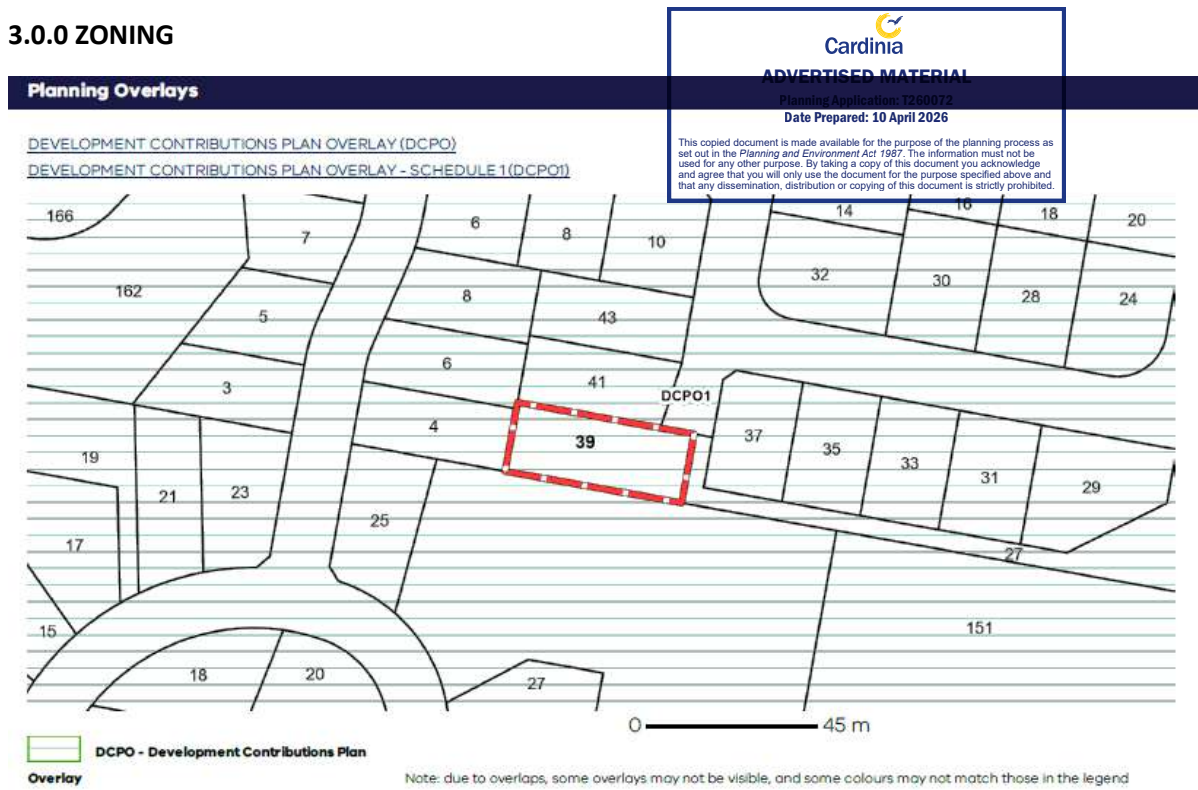 3.0.0 ZONING
Cardinia
ADVERTISED MATERIAL
Planning Application: T260072
Date Prepared: 10 April 2026
This copied document is made available for the purpose of the planning process as
set out in the Planning and Environment Act 1987. The information must not be
used for any other purpose. By taking a copy of this document you acknowledge
and agree that you will only use the document for the purpose specified above and
that any dissemination, distribution or copying of this document is strictly prohibited.
Planning Overlays
DEVELOPMENT CONTRIBUTIONS PLAN OVERLAY (DCPO)
DEVELOPMENT CONTRIBUTIONS PLAN OVERLAY - SCHEDULE 1 (DCPO1)
166
7
6
8
10
14
16
18
20
162
5
8
43
32
30
28
24
3
6
41
DCPO1
4
39
37
35
33
31
29
19
21
23
25
17
27
15
151
18
20
27
0 45 m
DCPO - Development Contributions Plan
Overlay
Note: due to overlaps, some overlays may not be visible, and some colours may not match those in the legend